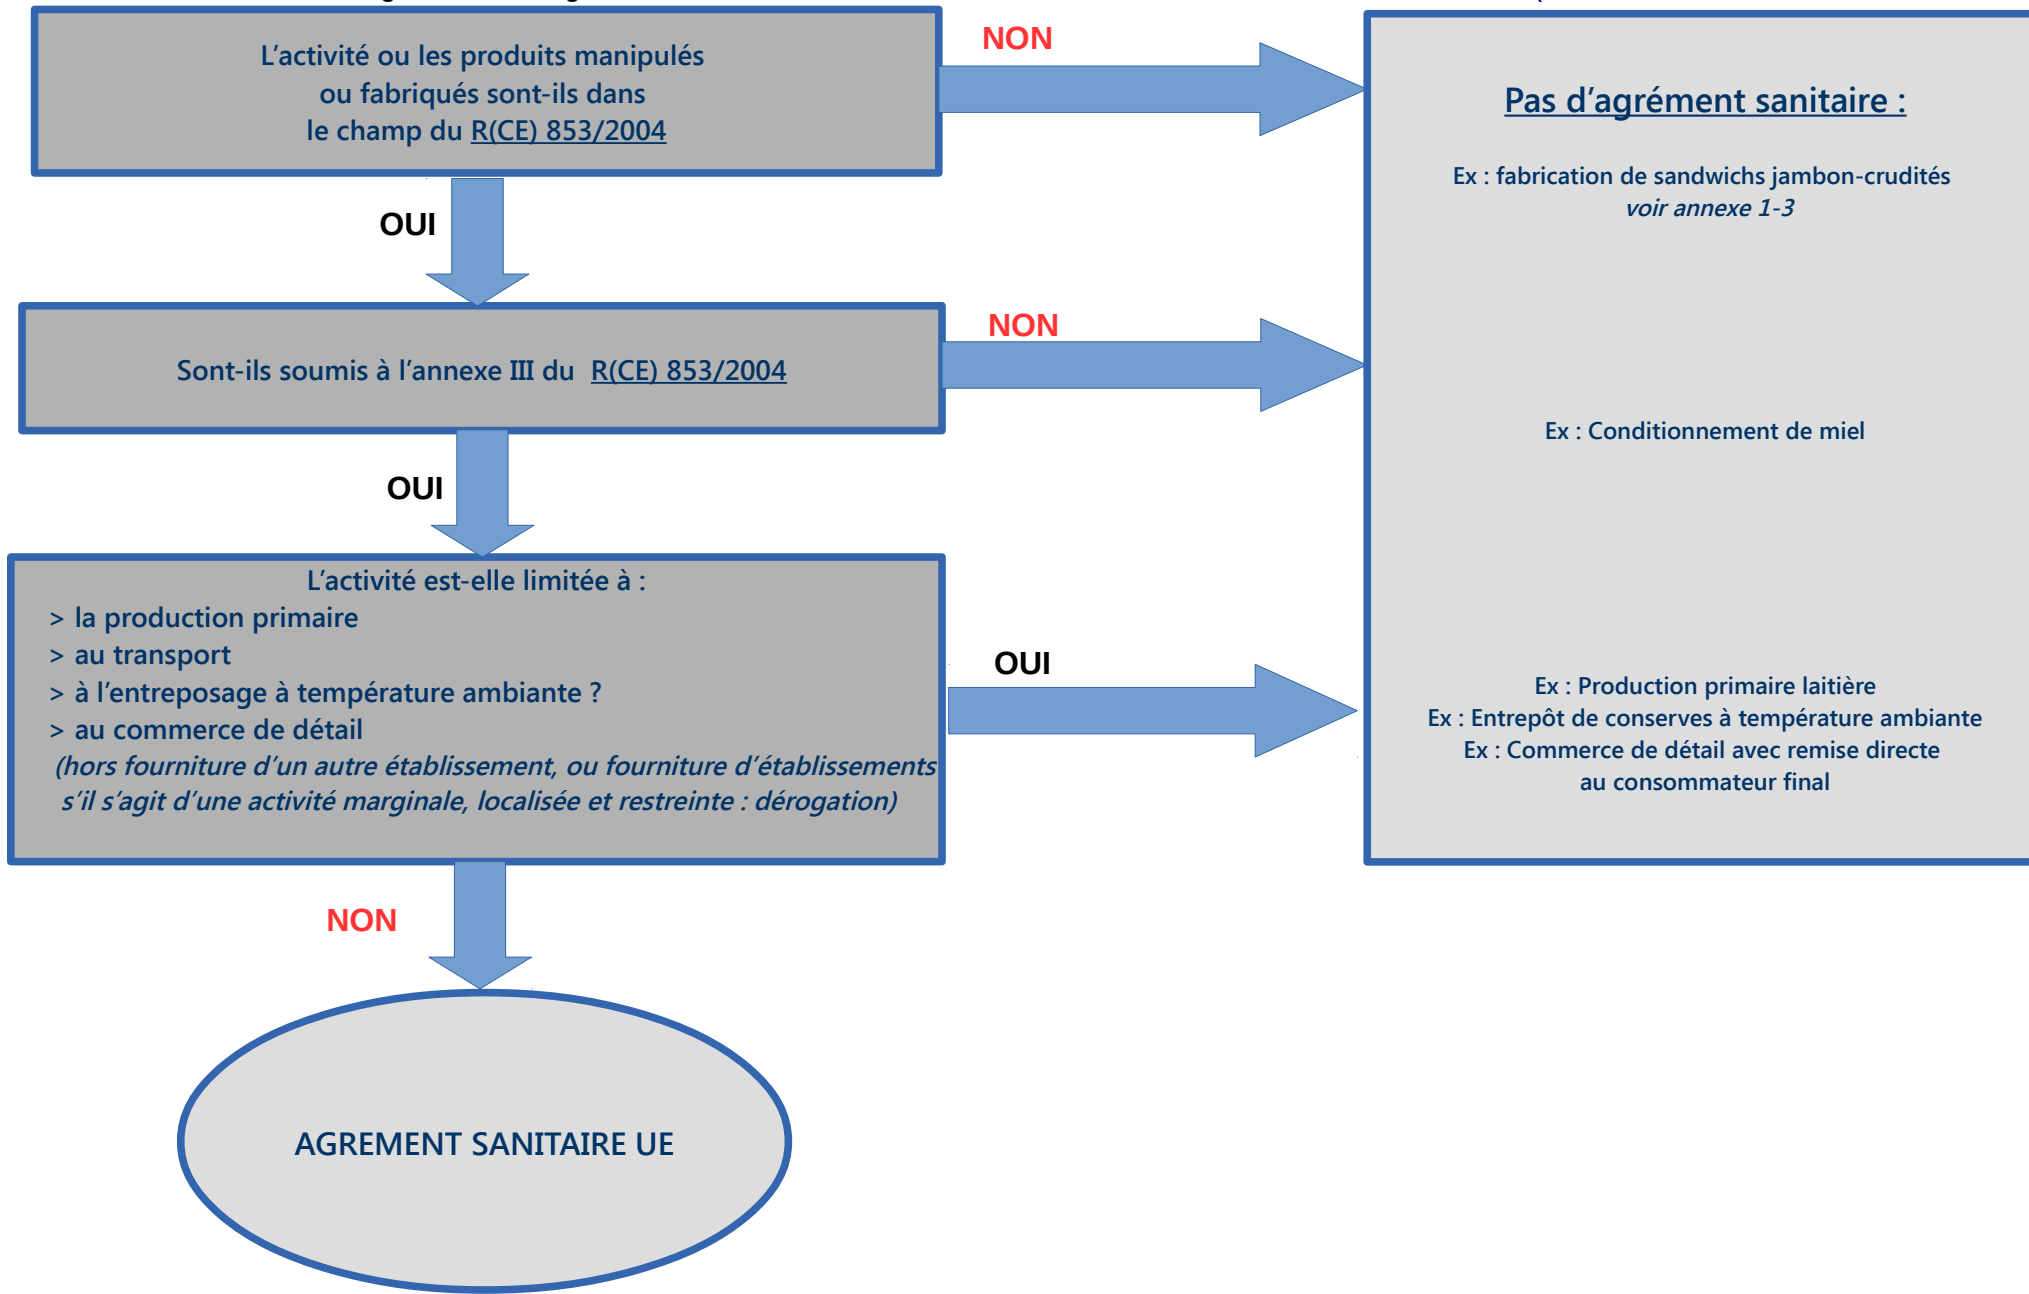 L'activité ou les produits manipulés
ou fabriqués sont-ils dans
le champ du R(CE) 853/2004
NON
Pas d'agrément sanitaire :
Ex : fabrication de sandwichs jambon-crudités
voir annexe 1-3
OUI
Sont-ils soumis à l'annexe III du R(CE) 853/2004
NON
Ex : Conditionnement de miel
OUI
L'activité est-elle limitée à :
> la production primaire
> au transport
> à l'entreposage à température ambiante ?
> au commerce de détail
(hors fourniture d'un autre établissement, ou fourniture d'établissements
s'il s'agit d'une activité marginale, localisée et restreinte : dérogation)
OUI
Ex : Production primaire laitière
Ex : Entrepôt de conserves à température ambiante
Ex : Commerce de détail avec remise directe
au consommateur final
NON
AGREMENT SANITAIRE UE